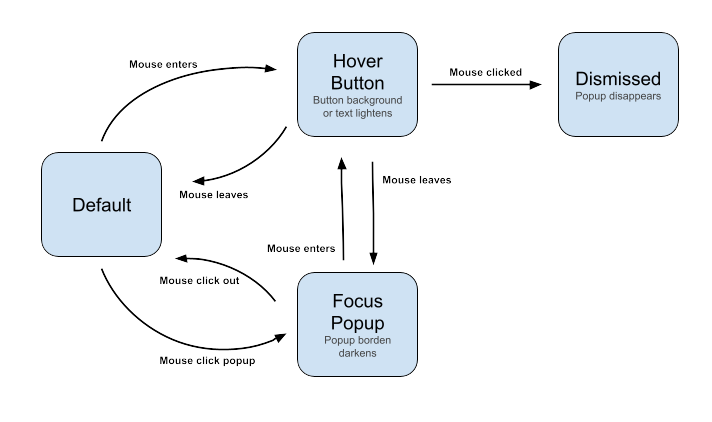 Mouse enters
Hover
Button
Button background
or text lightens
Mouse clicked
Dismissed
Popup disappears
Default
Mouse leaves
Mouse leaves
Mouse enters
Mouse click out
Focus
Popup
Popup borden
darkens
Mouse click popup